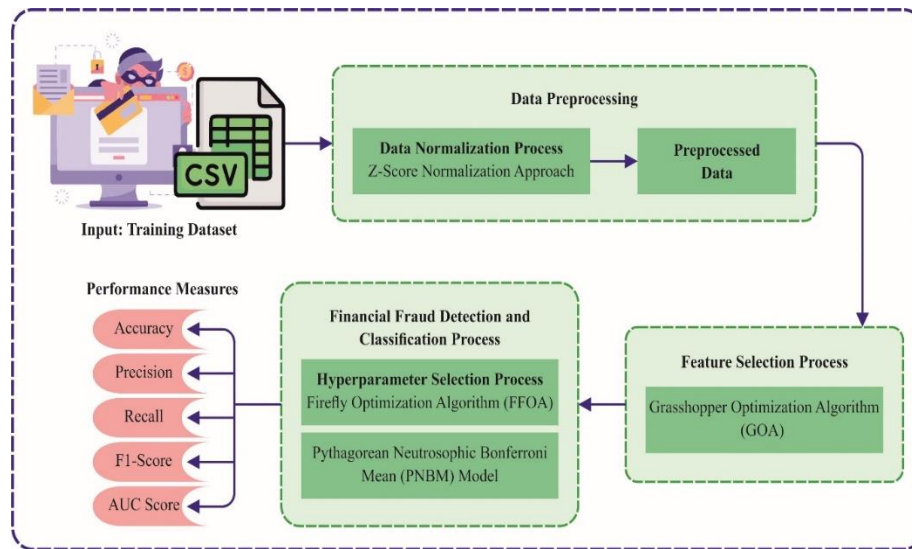 CSV
Input: Training Dataset
Data Preprocessing
Data Normalization Process
Z-Score Normalization Approach
Preprocessed
Data
Feature Selection Process
Grasshopper Optimization Algorithm
(GOA)
Financial Fraud Detection and
Classification Process
Hyperparameter Selection Process
Firefly Optimization Algorithm (FFOA)
Pythagorean Neutrosophic Bonferroni
Mean (PNBM) Model
Performance Measures
Accuracy
Precision
Recall
F1-Score
AUC Score